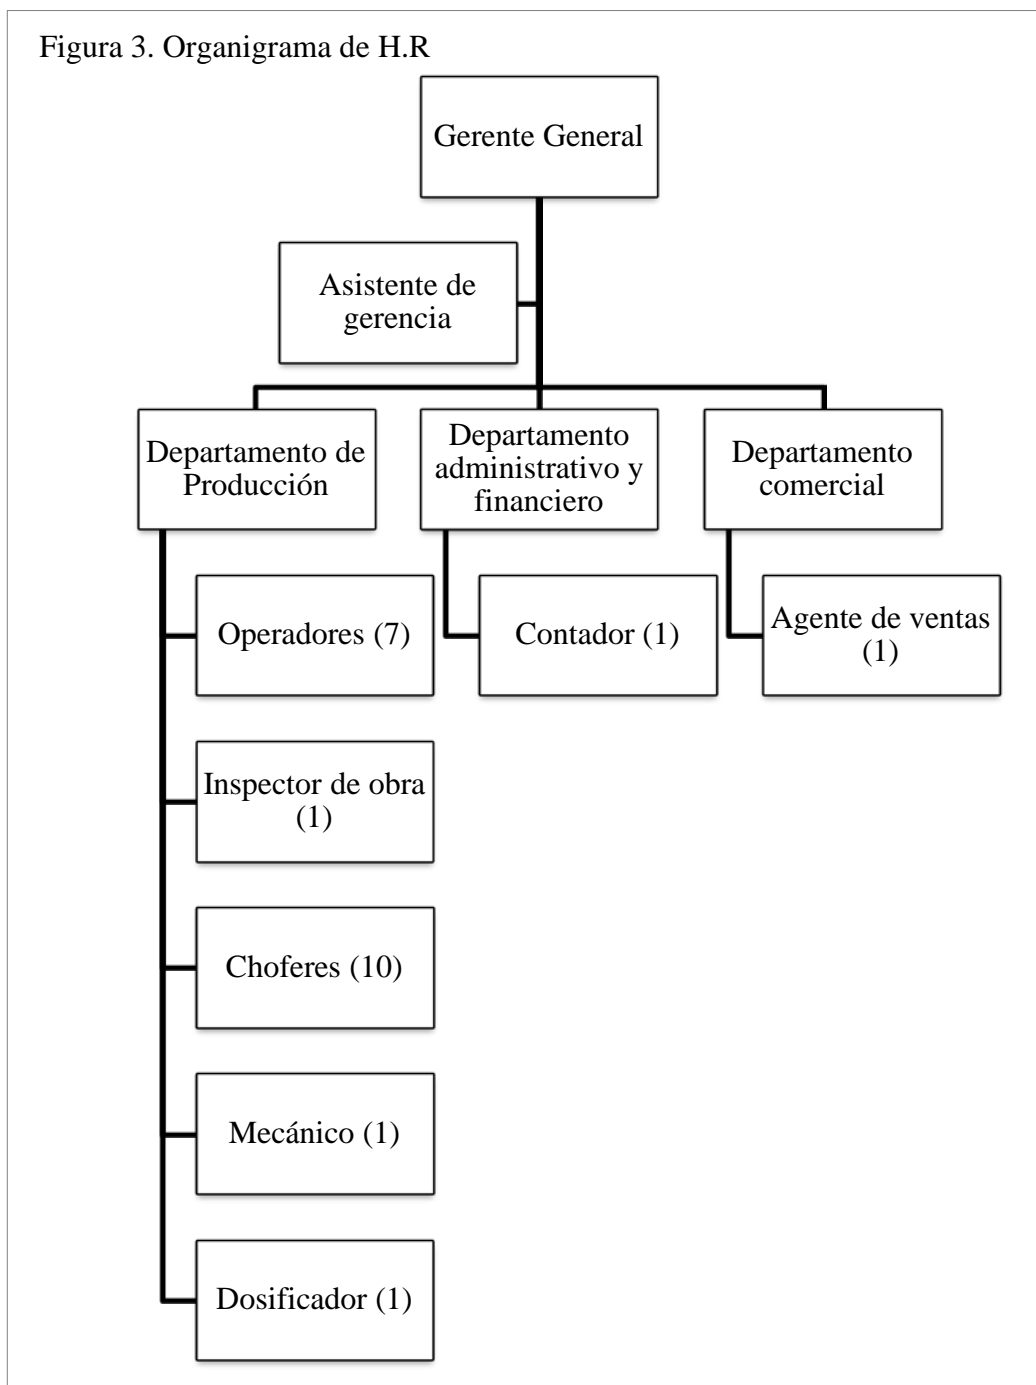 Figura 3. Organigrama de H.R
Gerente General
Asistente de
gerencia
Departamento de
Producción
Departamento
administrativo y
financiero
Departamento
comercial
Operadores (7)
Contador (1)
Agente de ventas
(1)
Inspector de obra
(1)
Choferes (10)
Mecánico (1)
Dosificador (1)